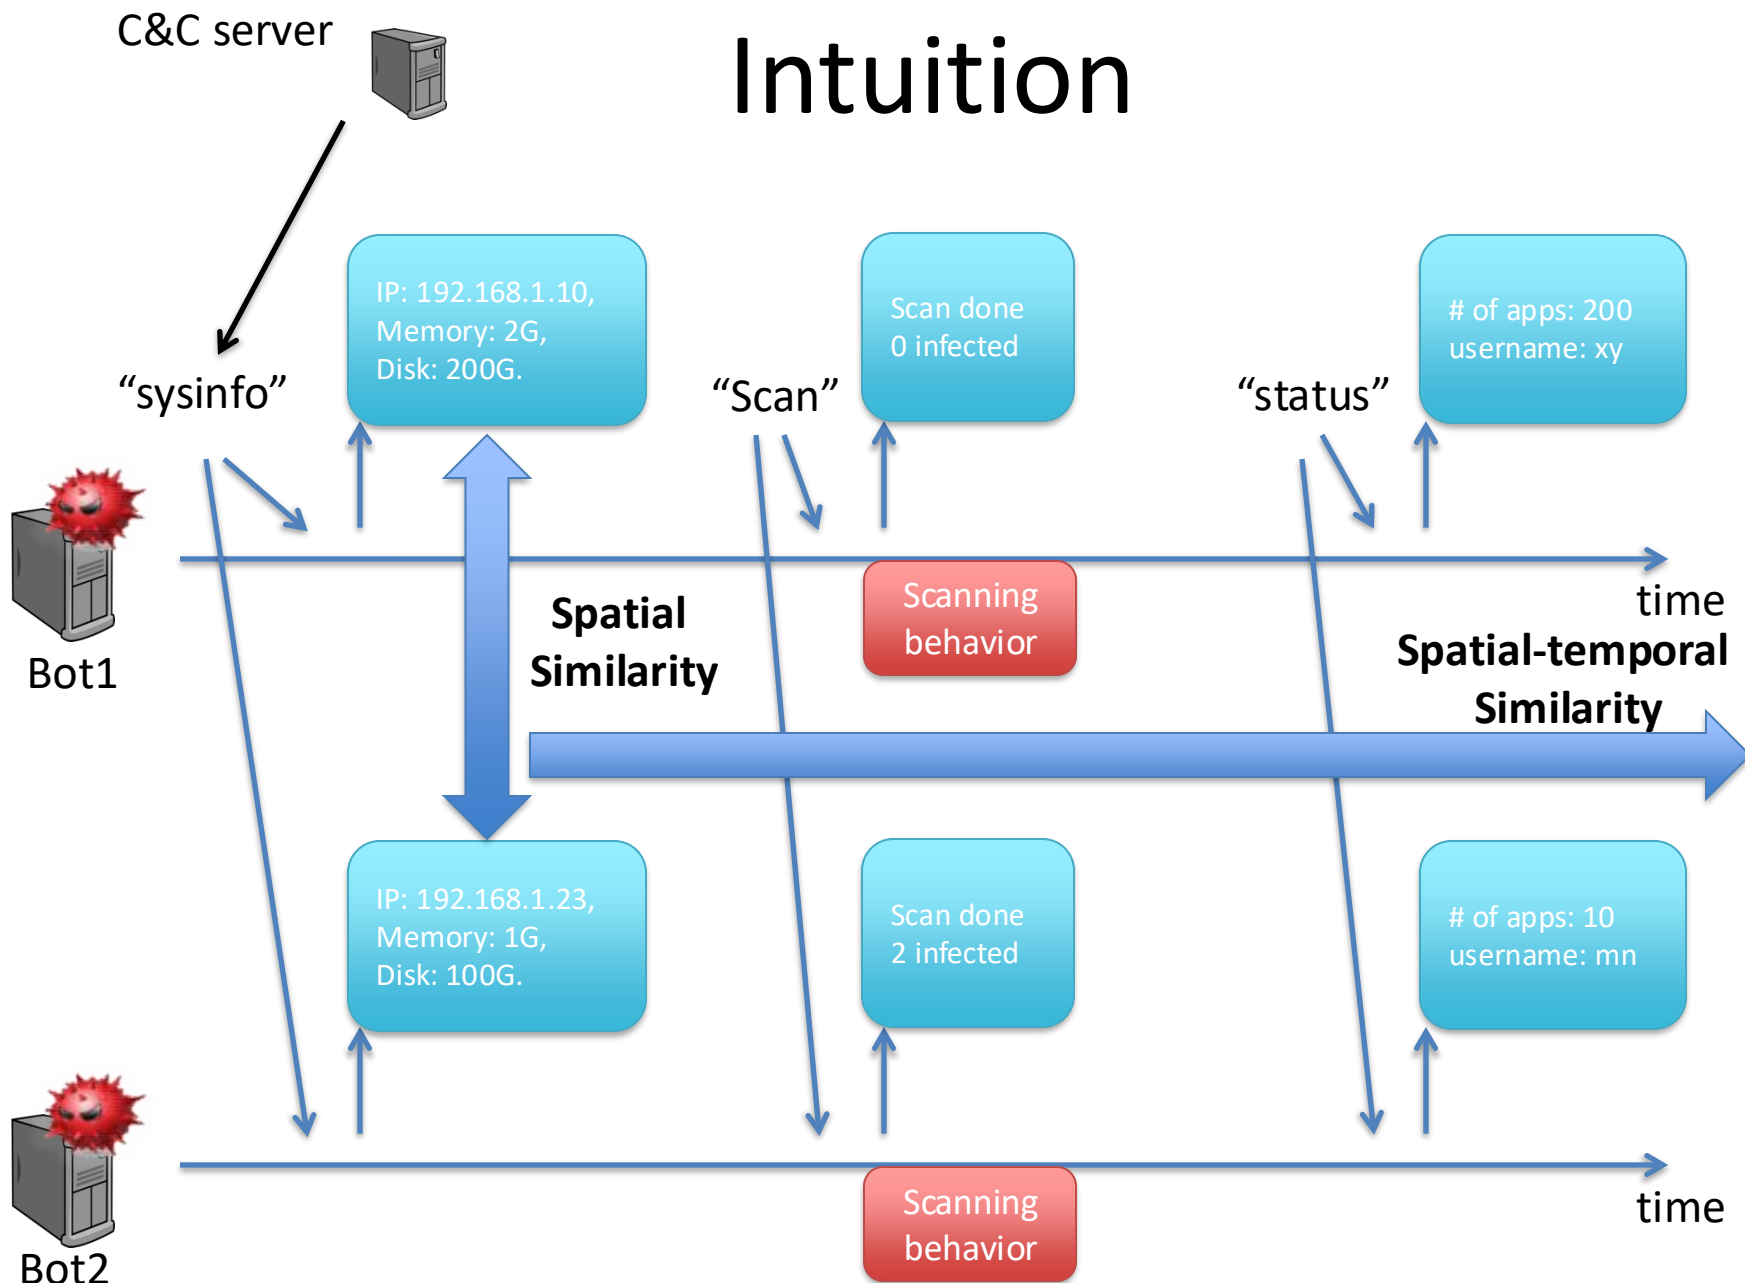 C&C server
Intuition
IP: 192.168.1.10,
Memory: 2G,
Disk: 200G.
Scan done
0 infected
# of apps: 200
username: xy
“sysinfo”
“Scan”
“status”
Bot1
time
Scanning
behavior
Spatial
Similarity
Spatial-temporal
Similarity
IP: 192.168.1.23,
Memory: 1G,
Disk: 100G.
Scan done
2 infected
# of apps: 10
username: mn
Bot2
time
Scanning
behavior